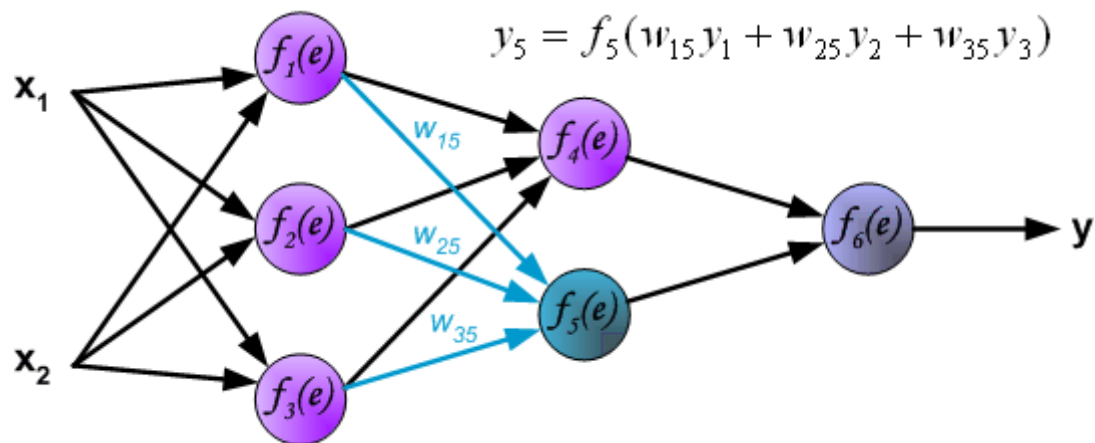 y5 = f5(w15y1 + w25y2 + w35y3)
x1
x2
f1(e)
f2(e)
f3(e)
w15
w25
w35
f4(e)
f5(e)
f6(e)
y